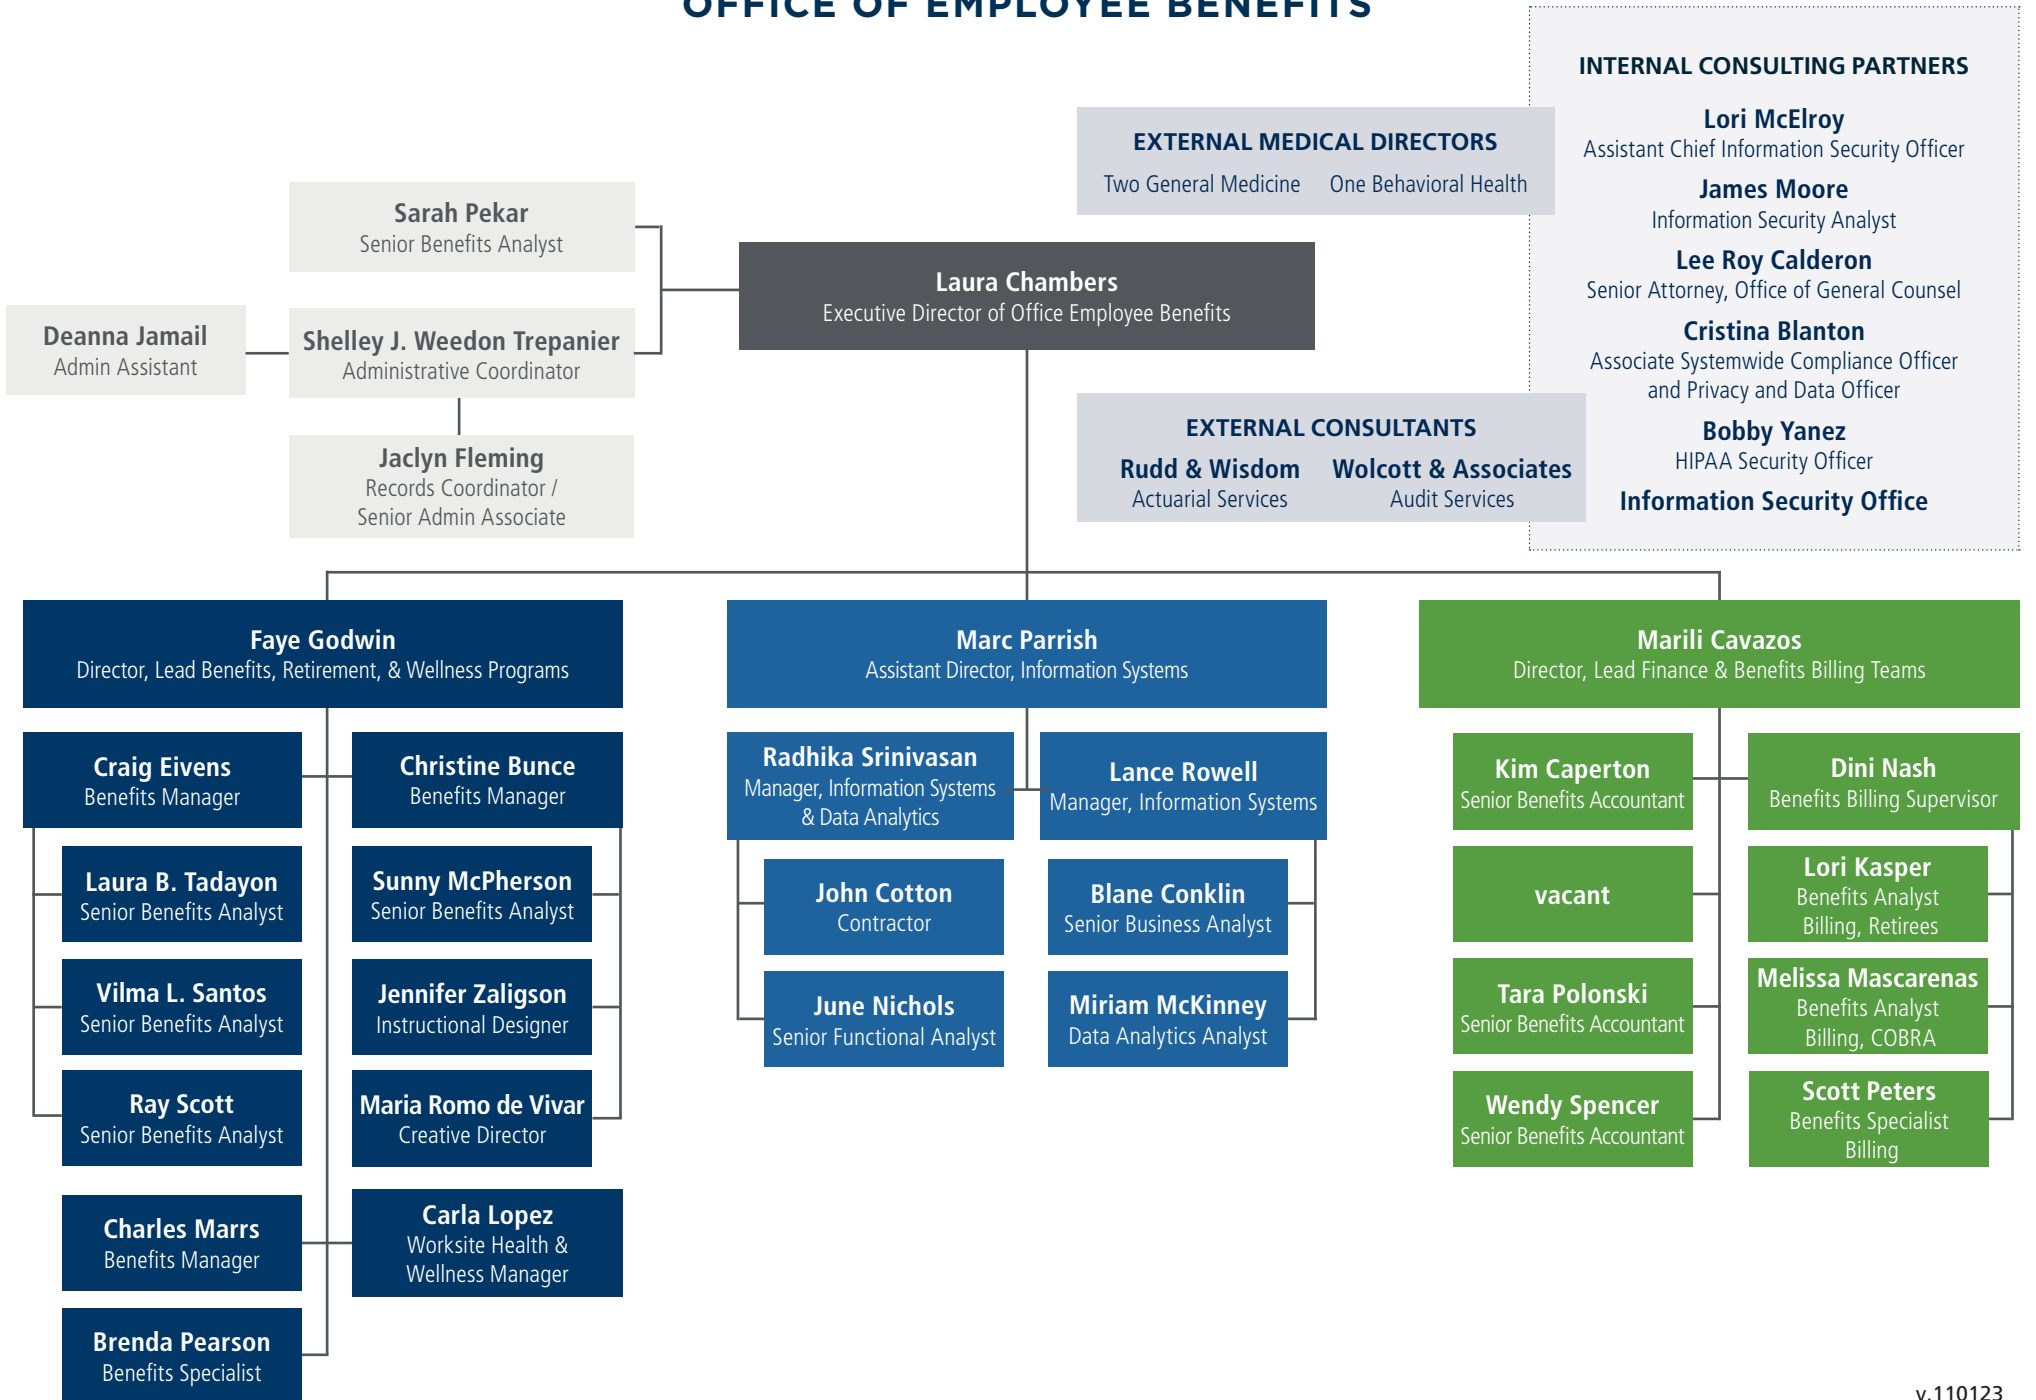 OFFICE OF EMPLOYEE BENEFITS
INTERNAL CONSULTING PARTNERS
Lori McElroy
Assistant Chief Information Security Officer
James Moore
Information Security Analyst
Lee Roy Calderon
Senior Attorney, Office of General Counsel
Cristina Blanton
Associate Systemwide Compliance Officer
and Privacy and Data Officer
Bobby Yanez
HIPAA Security Officer
Information Security Office
EXTERNAL MEDICAL DIRECTORS
Two General Medicine One Behavioral Health
Sarah Pekar
Senior Benefits Analyst
Laura Chambers
Executive Director of Office Employee Benefits
Deanna Jamail
Admin Assistant
Shelley J. Weedon Trepanier
Administrative Coordinator
Jaclyn Fleming
Records Coordinator /
Senior Admin Associate
EXTERNAL CONSULTANTS
Rudd & Wisdom Wolcott & Associates
Actuarial Services Audit Services
Faye Godwin
Director, Lead Benefits, Retirement, & Wellness Programs
Craig Eivens
Benefits Manager
Laura B. Tadayon
Senior Benefits Analyst
Vilma L. Santos
Senior Benefits Analyst
Ray Scott
Senior Benefits Analyst
Christine Bunce
Benefits Manager
Sunny McPherson
Senior Benefits Analyst
Jennifer Zaligson
Instructional Designer
Maria Romo de Vivar
Creative Director
Charles Marrs
Benefits Manager
Carla Lopez
Worksite Health &
Wellness Manager
Brenda Pearson
Benefits Specialist
Marc Parrish
Assistant Director, Information Systems
Radhika Srinivasan
Manager, Information Systems
& Data Analytics
John Cotton
Contractor
June Nichols
Senior Functional Analyst
Lance Rowell
Manager, Information Systems
Blane Conklin
Senior Business Analyst
Miriam McKinney
Data Analytics Analyst
Marili Cavazos
Director, Lead Finance & Benefits Billing Teams
Kim Caperton
Senior Benefits Accountant
vacant
Tara Polonski
Senior Benefits Accountant
Wendy Spencer
Senior Benefits Accountant
Dini Nash
Benefits Billing Supervisor
Lori Kasper
Benefits Analyst
Billing, Retirees
Melissa Mascarenas
Benefits Analyst
Billing, COBRA
Scott Peters
Benefits Specialist
Billing
v.110123